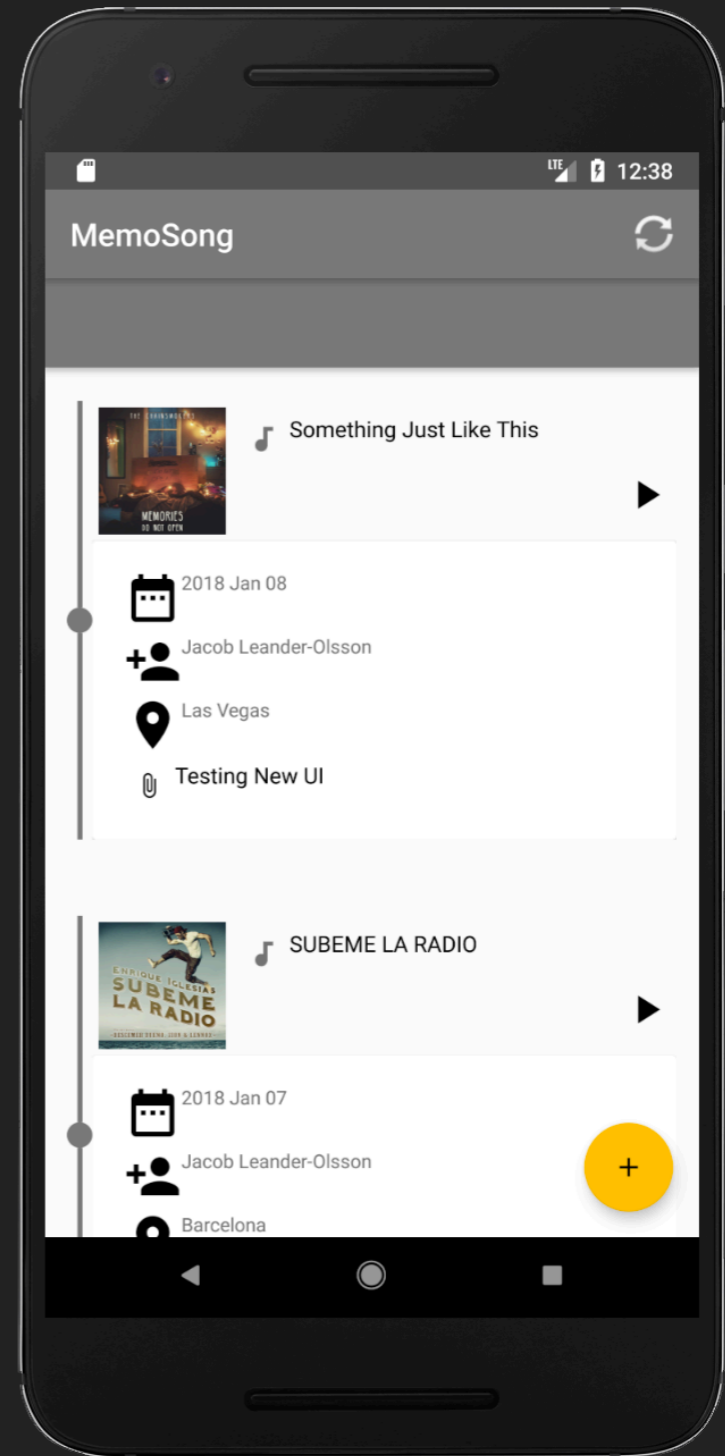 LTE 12:38
MemoSong
THE CHAINSMOKERS
MEMORIES
DO NOT OPEN
Something Just Like This
2018 Jan 08
Jacob Leander-Olsson
Las Vegas
Testing New UI
ENRIQUE IGLESIAS
SUBEME
LA RADIO
SUBEME LA RADIO
2018 Jan 07
Jacob Leander-Olsson
Barcelona